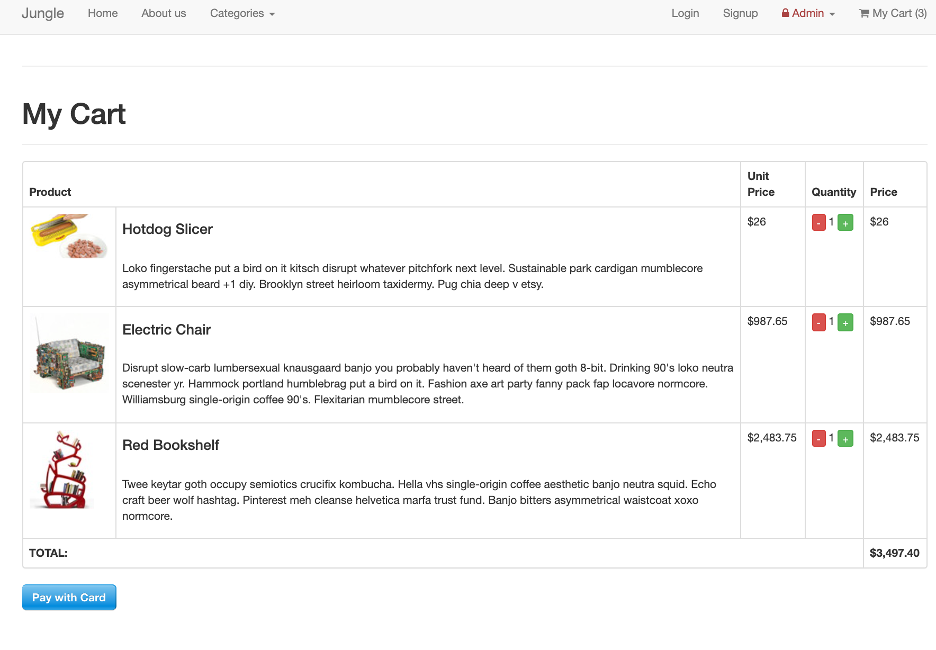 Jungle Home About us Categories Login Signup Admin My Cart (3)
My Cart
Product Unit Price Quantity Price
Hotdog Slicer $26 - 1 + $26
Loko fingerstache put a bird on it kitsch disrupt whatever pitchfork next level. Sustainable park cardigan mumblecore
asymmetrical beard +1 diy. Brooklyn street heirloom taxidermy. Pug chia deep v etsy.
Electric Chair $987.65 - 1 + $987.65
Disrupt slow-carb lumbersexual knausgaard banjo you probably haven't heard of them goth 8-bit. Drinking 90's loko neutra
scenester yr. Hammock portland humblebrag put a bird on it. Fashion axe art party fanny pack fap locavore normcore.
Williamsburg single-origin coffee 90's. Flexitarian mumblecore street.
Red Bookshelf $2,483.75 - 1 + $2,483.75
Twee keytar goth occupy semiotics crucifix kombucha. Hella vhs single-origin coffee aesthetic banjo neutra squid. Echo
craft beer wolf hashtag. Pinterest meh cleanse helvetica marfa trust fund. Banjo bitters asymmetrical waistcoat xoxo
normcore.
TOTAL: $3,497.40
Pay with Card